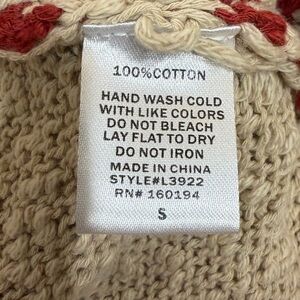 100%COTTON
HAND WASH COLD
WITH LIKE COLORS
DO NOT BLEACH
LAY FLAT TO DRY
DO NOT IRON
MADE IN CHINA
STYLE#L3922
RN# 160194
S